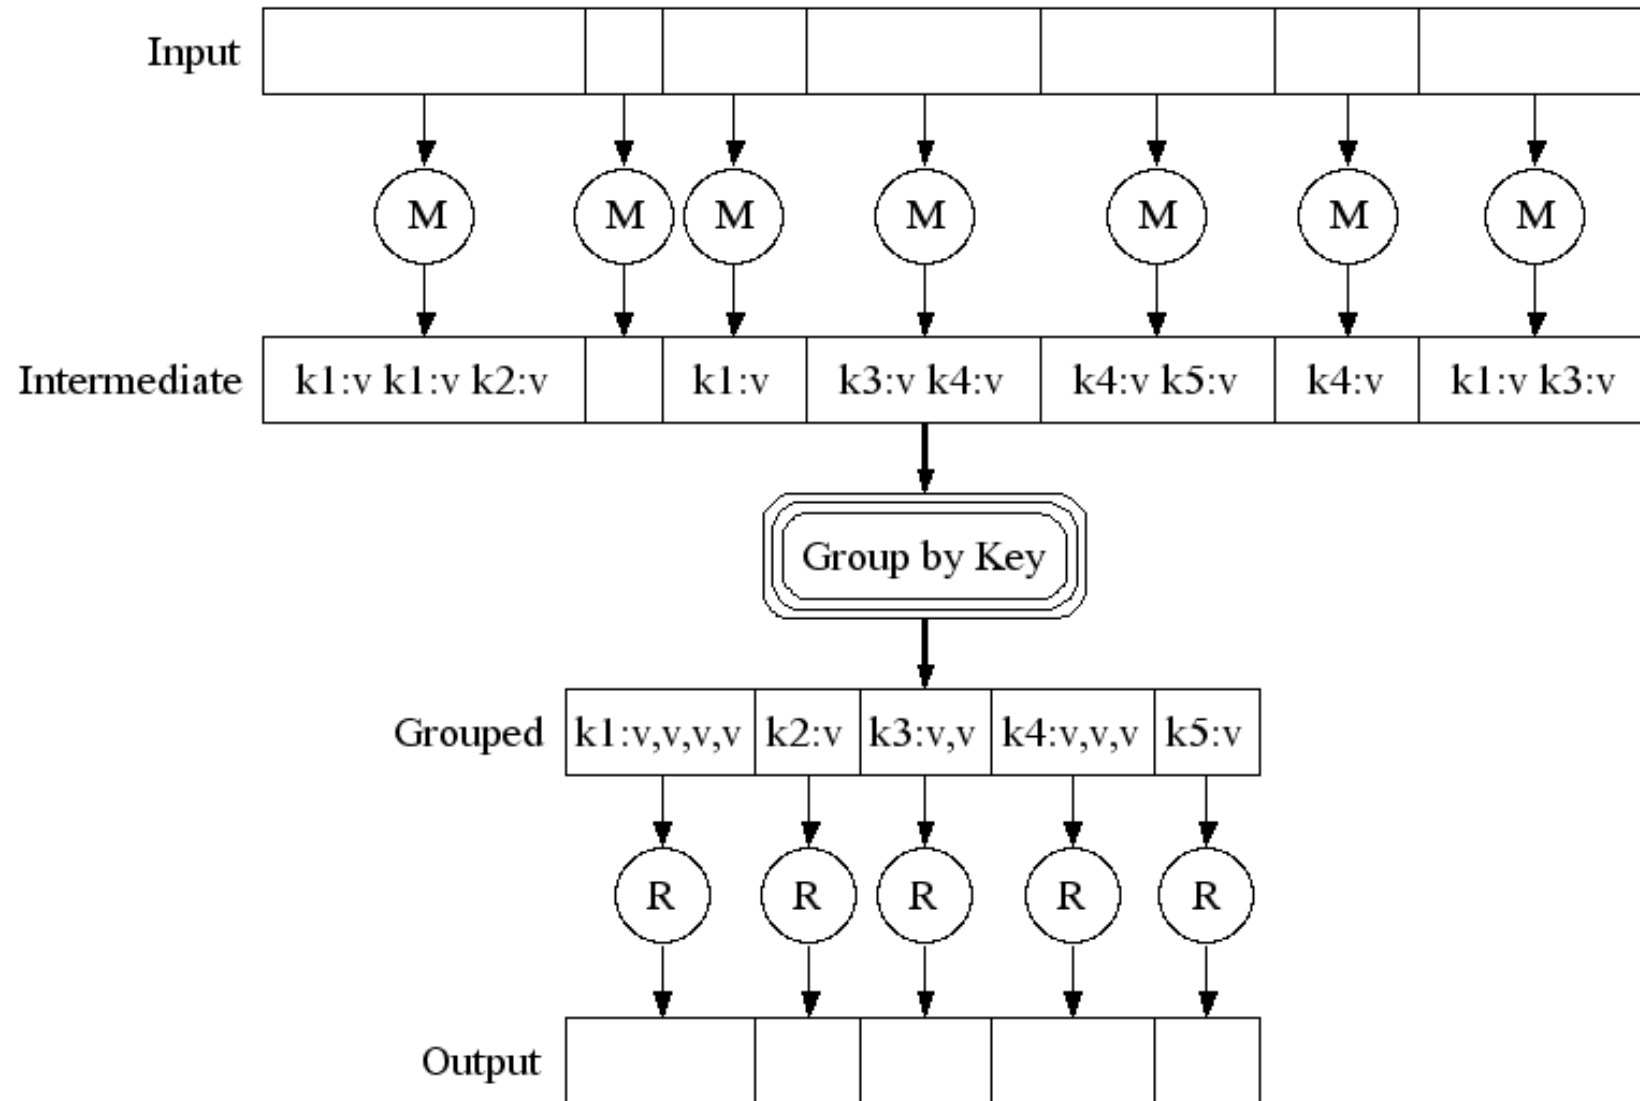 Input
M M M M M M M
Intermediate k1:v k1:v k2:v k1:v k3:v k4:v k4:v k5:v k4:v k1:v k3:v
Group by Key
Grouped k1:v,v,v,v k2:v k3:v,v k4:v,v,v k5:v
R R R R R
Output